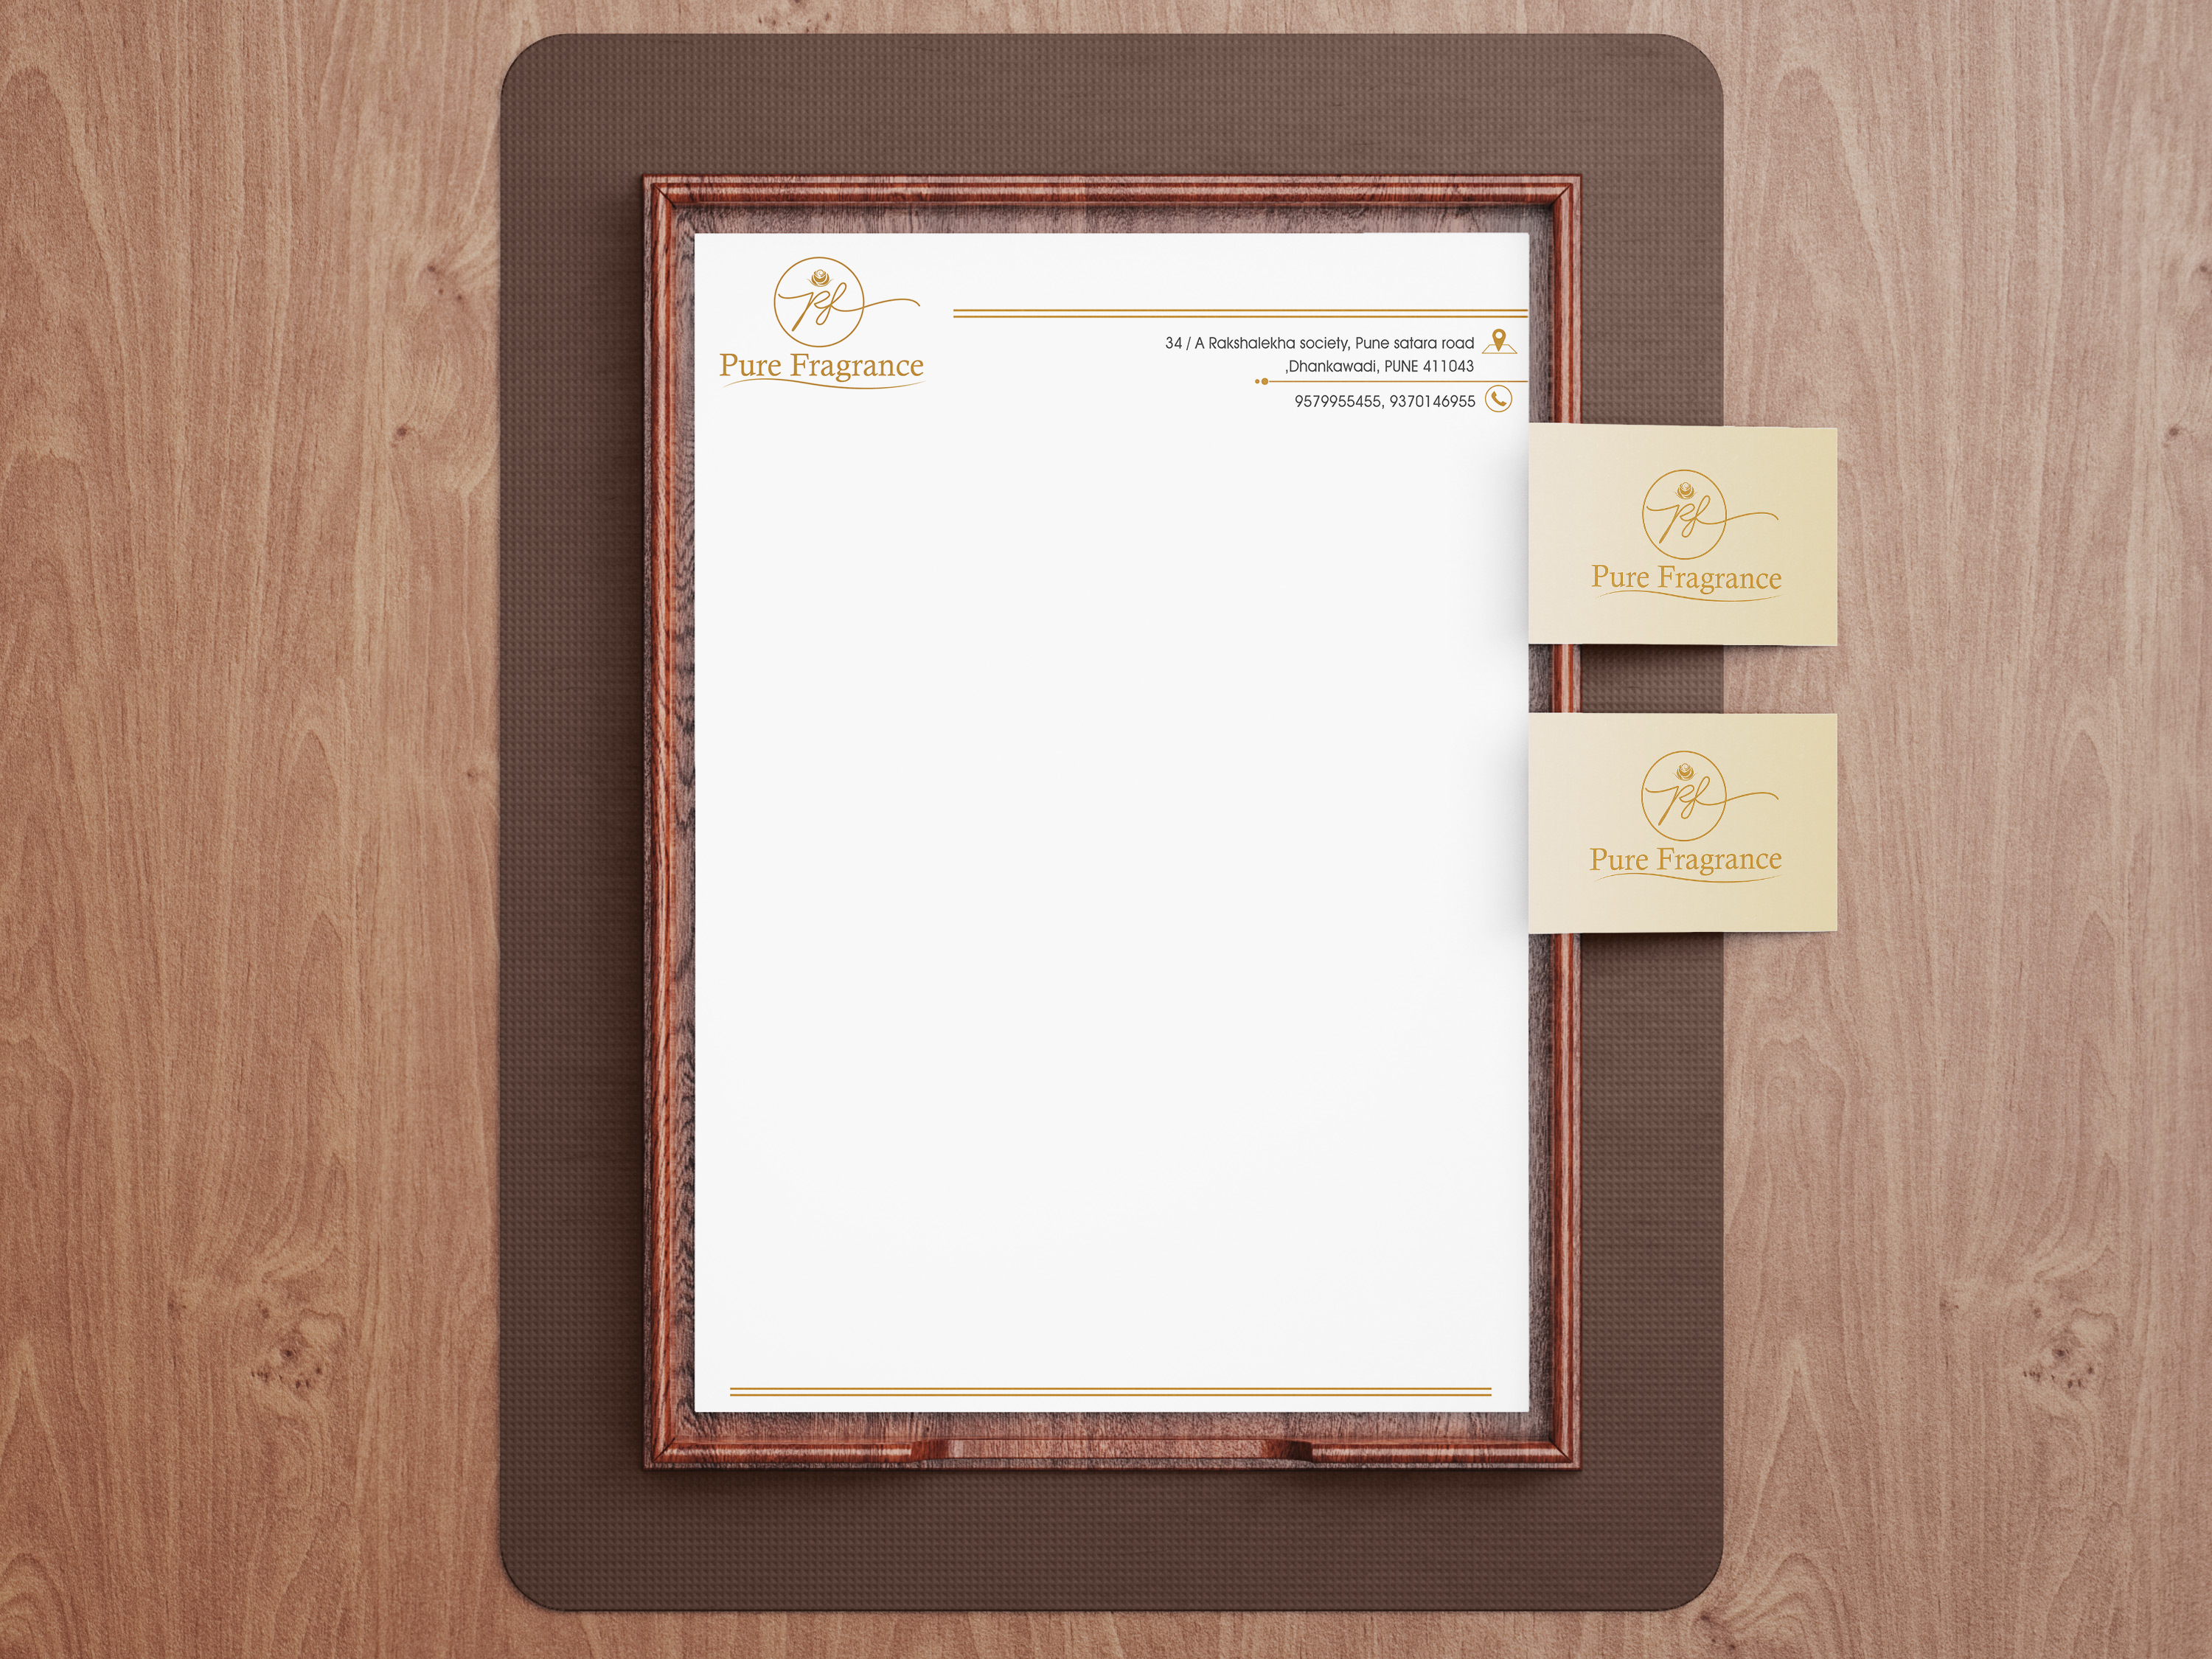 Pf
Pure Fragrance
34 / A Rakshalekha society, Pune satara road
,Dhankawadi, PUNE 411043
9579955455, 9370146955
Pf
Pure Fragrance
Pf
Pure Fragrance